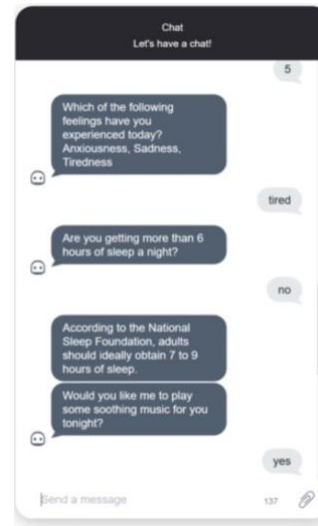 Chat
Let's have a chat!
5
Which of the following
feelings have you
experienced today?
Anxiousness, Sadness,
Tiredness
tired
Are you getting more than 6
hours of sleep a night?
no
According to the National
Sleep Foundation, adults
should ideally obtain 7 to 9
hours of sleep.
Would you like me to play
some soothing music for you
tonight?
yes
Send a message
137